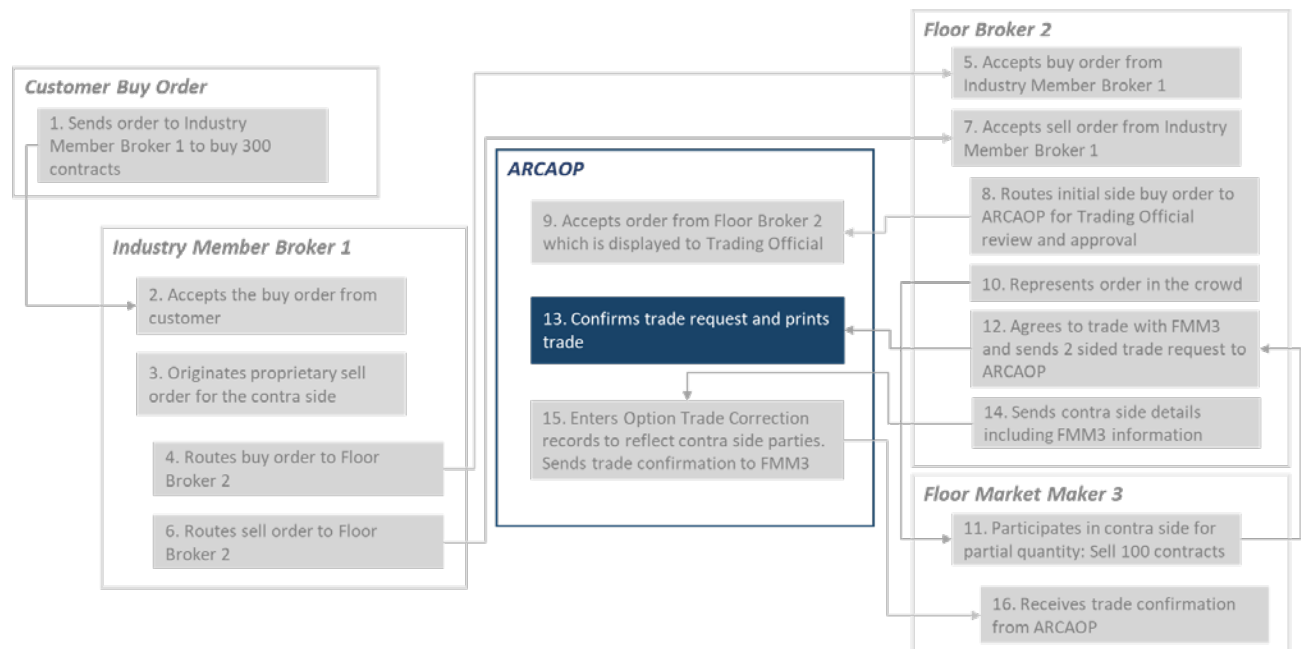 Customer Buy Order
1. Sends order to Industry
Member Broker 1 to buy 300
contracts
Industry Member Broker 1
2. Accepts the buy order from
customer
3. Originates proprietary sell
order for the contra side
4. Routes buy order to Floor
Broker 2
6. Routes sell order to Floor
Broker 2
ARCAOP
9. Accepts order from Floor Broker 2
which is displayed to Trading Official
13. Confirms trade request and prints
trade
15. Enters Option Trade Correction
records to reflect contra side parties.
Sends trade confirmation to FMM3
Floor Broker 2
5. Accepts buy order from
Industry Member Broker 1
7. Accepts sell order from Industry
Member Broker 1
8. Routes initial side buy order to
ARCAOP for Trading Official
review and approval
10. Represents order in the crowd
12. Agrees to trade with FMM3
and sends 2 sided trade request to
ARCAOP
14. Sends contra side details
including FMM3 information
Floor Market Maker 3
11. Participates in contra side for
partial quantity: Sell 100 contracts
16. Receives trade confirmation
from ARCAOP